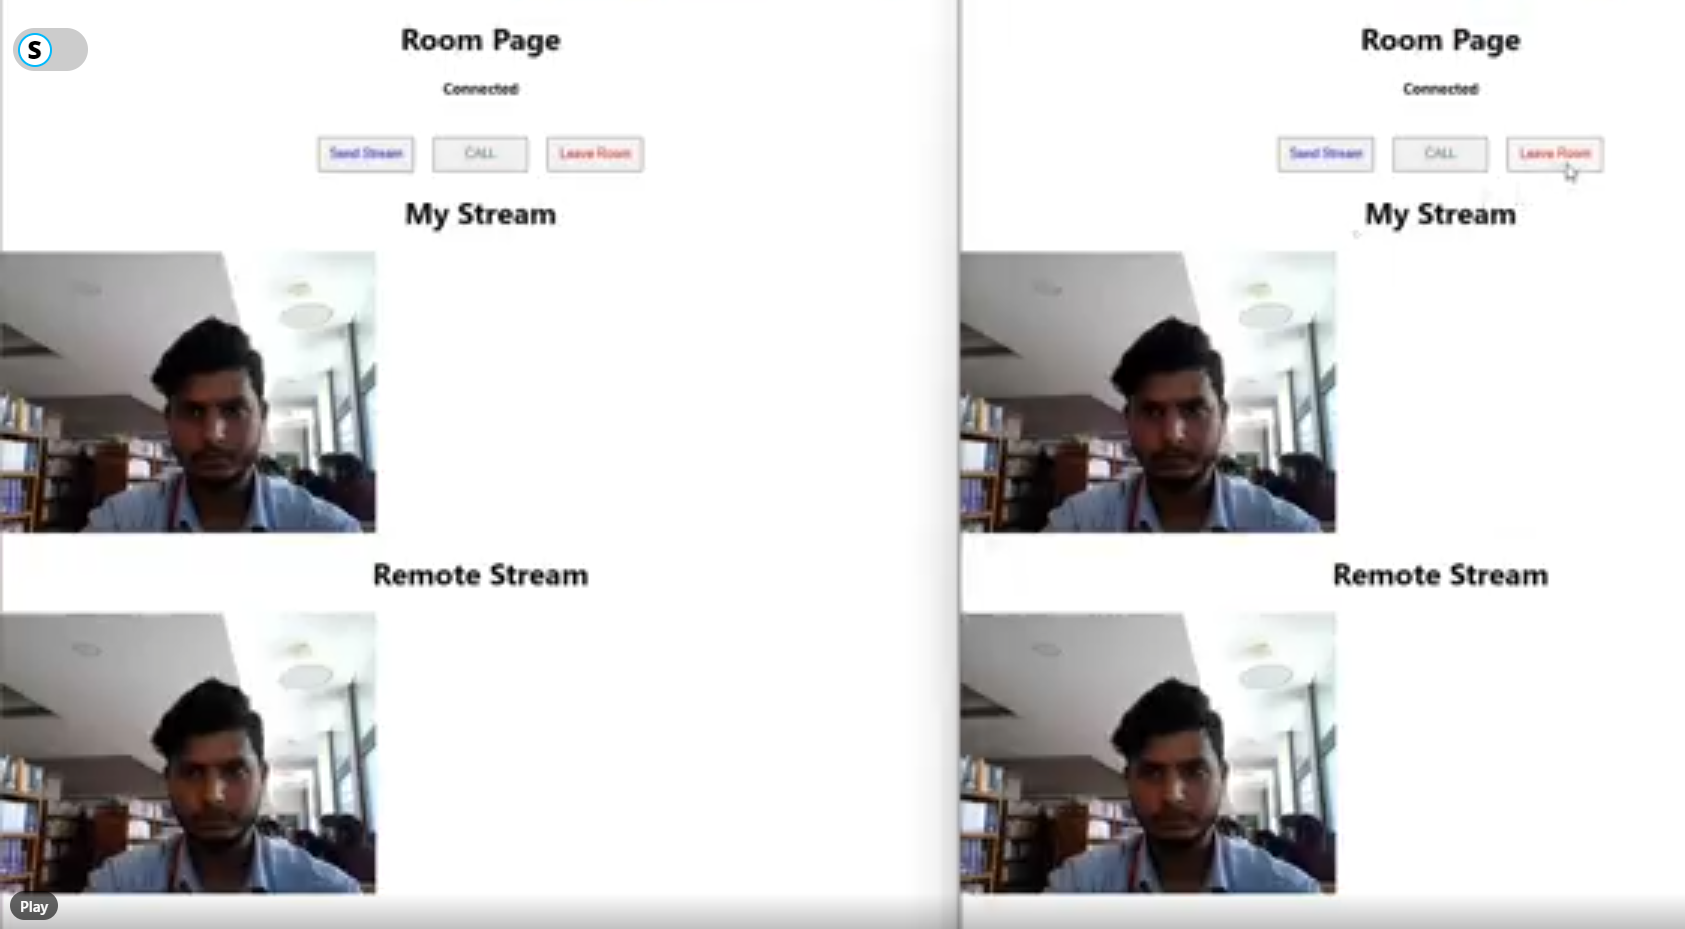 S
Room Page
Connected
Send Stream CALL Leave Room
My Stream
Remote Stream
Play
Room Page
Connected
Send Stream CALL Leave Room
My Stream
Remote Stream